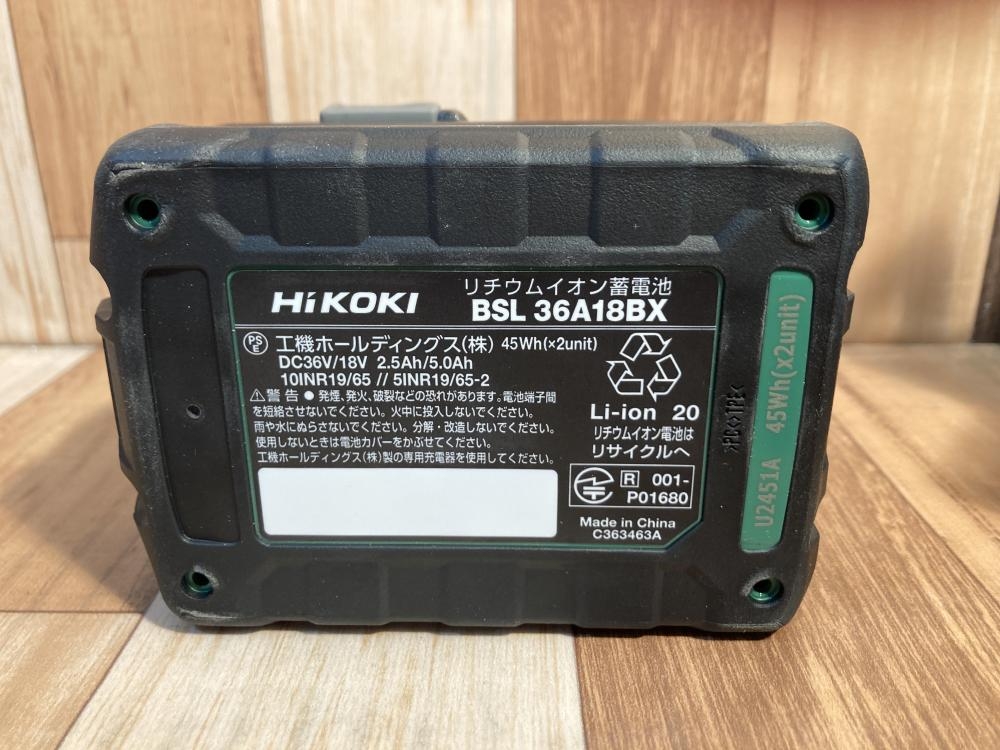 HiKOKI
リチウムイオン蓄電池
BSL 36A18BX
PS E 工機ホールディングス(株) 45Wh(×2unit)
DC36V/18V 2.5Ah/5.0Ah
10INR19/65 // 5INR19/65-2
⚠警告 ● 発煙、発火、破裂などの恐れがあります。電池端子間
を短絡させないでください。火中に投入しないでください。
雨や水にぬらさないでください。分解・改造しないでください。
使用しないときは電池カバーをかぶせてください。
工機ホールディングス(株)製の専用充電器を使用してください。
Li-ion 20
リチウムイオン電池は
リサイクルへ
R 001-
P01680
Made in China
C363463A
>PC<>TPE<
U2451A 45Wh(x2unit)